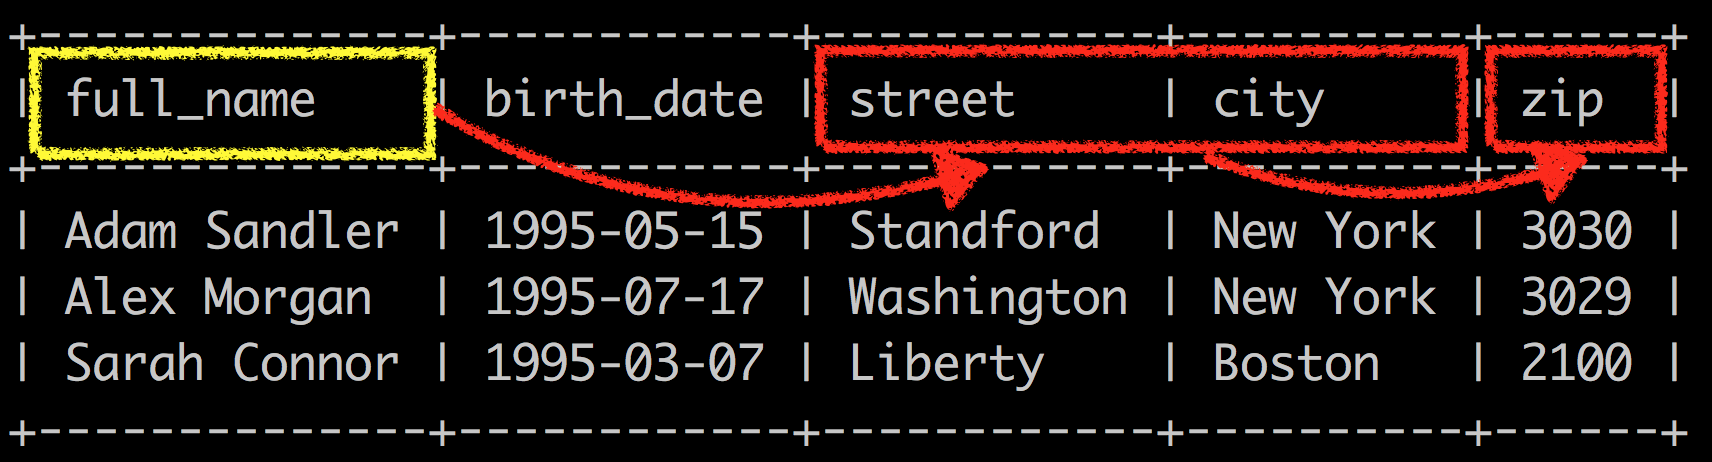 +--------------+------------+------------+----------+------+
| full_name | birth_date | street | city | zip |
+--------------+------------+------------+----------+------+
| Adam Sandler | 1995-05-15 | Standford | New York | 3030 |
| Alex Morgan | 1995-07-17 | Washington | New York | 3029 |
| Sarah Connor | 1995-03-07 | Liberty | Boston | 2100 |
+--------------+------------+------------+----------+------+